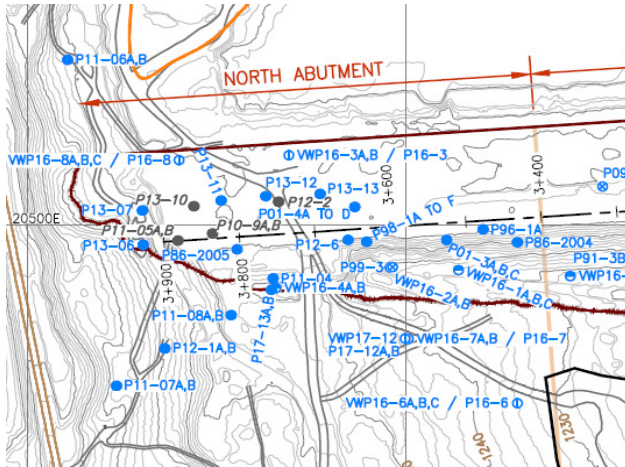 P11-06A,B
NORTH ABUTMENT
VWP16-8A,B,C / P16-8
VWP16-3A,B / P16-3
3+400
P09
P13-11
P13-12
P13-13
3+600
P13-10
P12-2
P13-07
P01-4A TO D
20500E
P11-05A,B
P10-9A,B
P98-1A TO F
P96-1A
P13-06
P86-2005
P12-6
P01-3A,B,C
P86-2004
3+900
3+800
P99-3
P91-3B
VWP16-1A,B,C
VWP16-
P11-04
VWP16-4A,B
VWP16-2A,B
P11-08A,B
P17-13A,B
VWP17-12
VWP16-7A,B / P16-7
P17-12A,B
P12-1A,B
P11-07A,B
VWP16-6A,B,C / P16-6
1240
1230